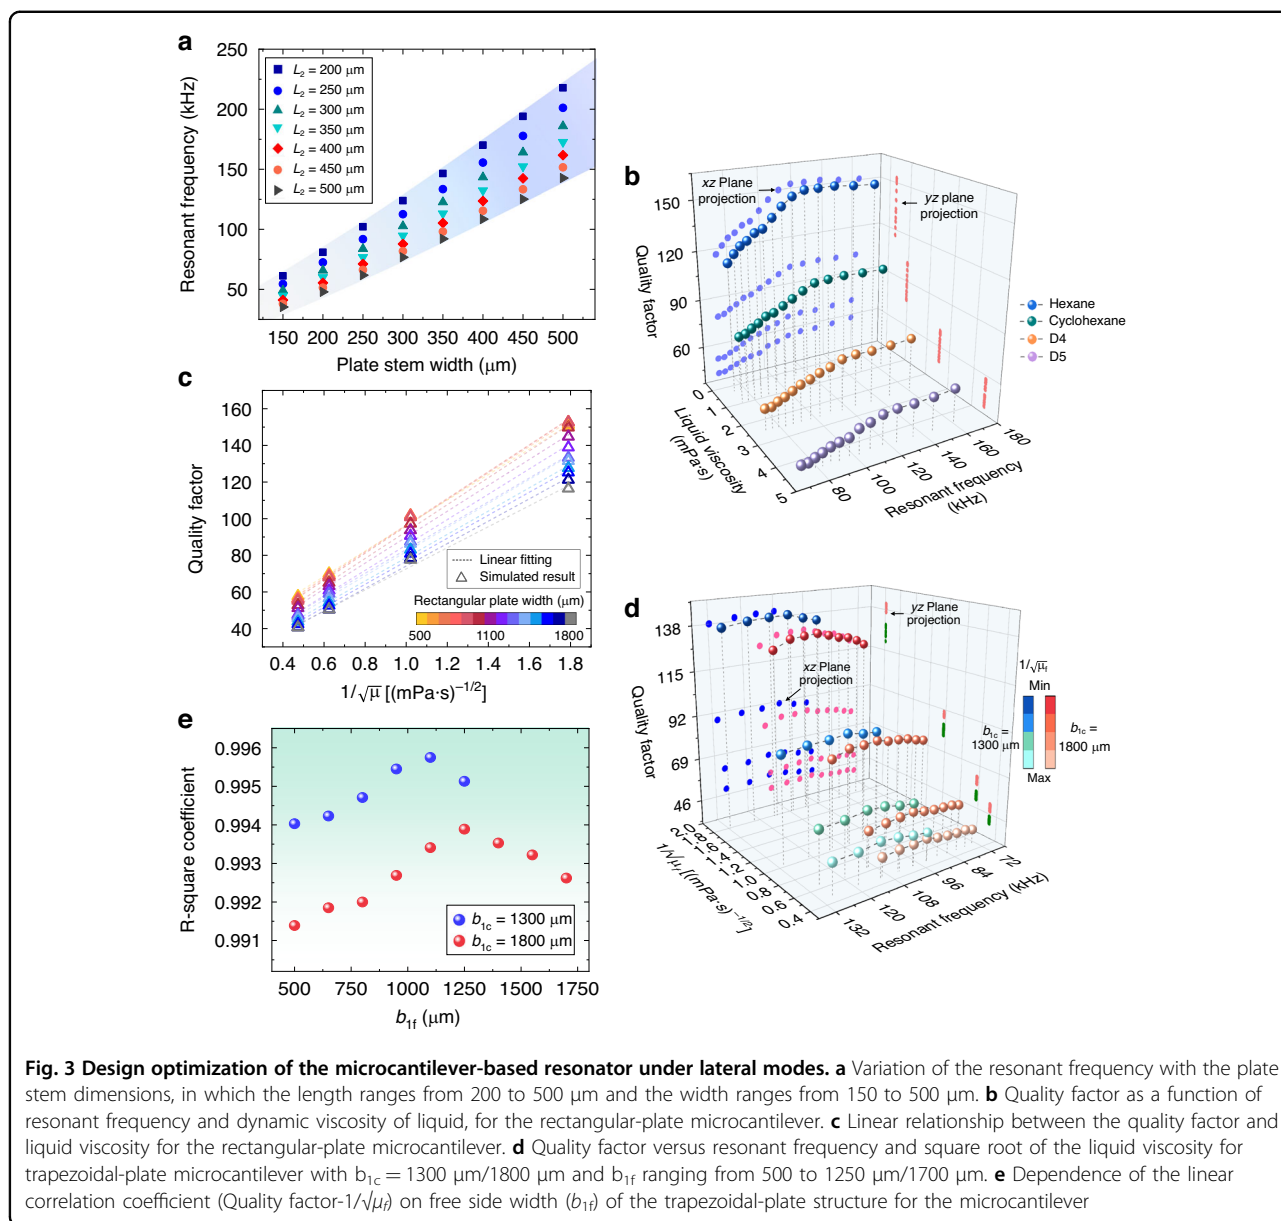 a
250
200
150
100
50
Resonant frequency (kHz)
L2 = 200 μm
L2 = 250 μm
L2 = 300 μm
L2 = 350 μm
L2 = 400 μm
L2 = 450 μm
L2 = 500 μm
150 200 250 300 350 400 450 500
Plate stem width (μm)
b
150
120
90
60
Quality factor
xz Plane
projection
yz plane
projection
Hexane
Cyclohexane
D4
D5
0 1 2 3 4 5
Liquid viscosity
(mPa·s)
80 100 120 140 160 180
Resonant frequency
(kHz)
c
160
140
120
100
80
60
40
Quality factor
Linear fitting
Simulated result
Rectangular plate width (μm)
500 1100 1800
0.4 0.6 0.8 1.0 1.2 1.4 1.6 1.8
1/√μ [(mPa·s)⁻¹/²]
d
138
115
92
69
46
Quality factor
yz Plane
projection
xz Plane
projection
1/√μf
Min
b1c =
1300 μm
b1c =
1800 μm
Max
0.4
1/√μf [(mPa·s)⁻¹/²]
132 120 108 96 84 72
Resonant frequency (kHz)
e
0.996
0.995
0.994
0.993
0.992
0.991
R-square coefficient
b1c = 1300 μm
b1c = 1800 μm
500 750 1000 1250 1500 1750
b1f (μm)
Fig. 3 Design optimization of the microcantilever-based resonator under lateral modes. a Variation of the resonant frequency with the plate
stem dimensions, in which the length ranges from 200 to 500 μm and the width ranges from 150 to 500 μm. b Quality factor as a function of
resonant frequency and dynamic viscosity of liquid, for the rectangular-plate microcantilever. c Linear relationship between the quality factor and
liquid viscosity for the rectangular-plate microcantilever. d Quality factor versus resonant frequency and square root of the liquid viscosity for
trapezoidal-plate microcantilever with b1c = 1300 μm/1800 μm and b1f ranging from 500 to 1250 μm/1700 μm. e Dependence of the linear
correlation coefficient (Quality factor-1/√μf) on free side width (b1f) of the trapezoidal-plate structure for the microcantilever